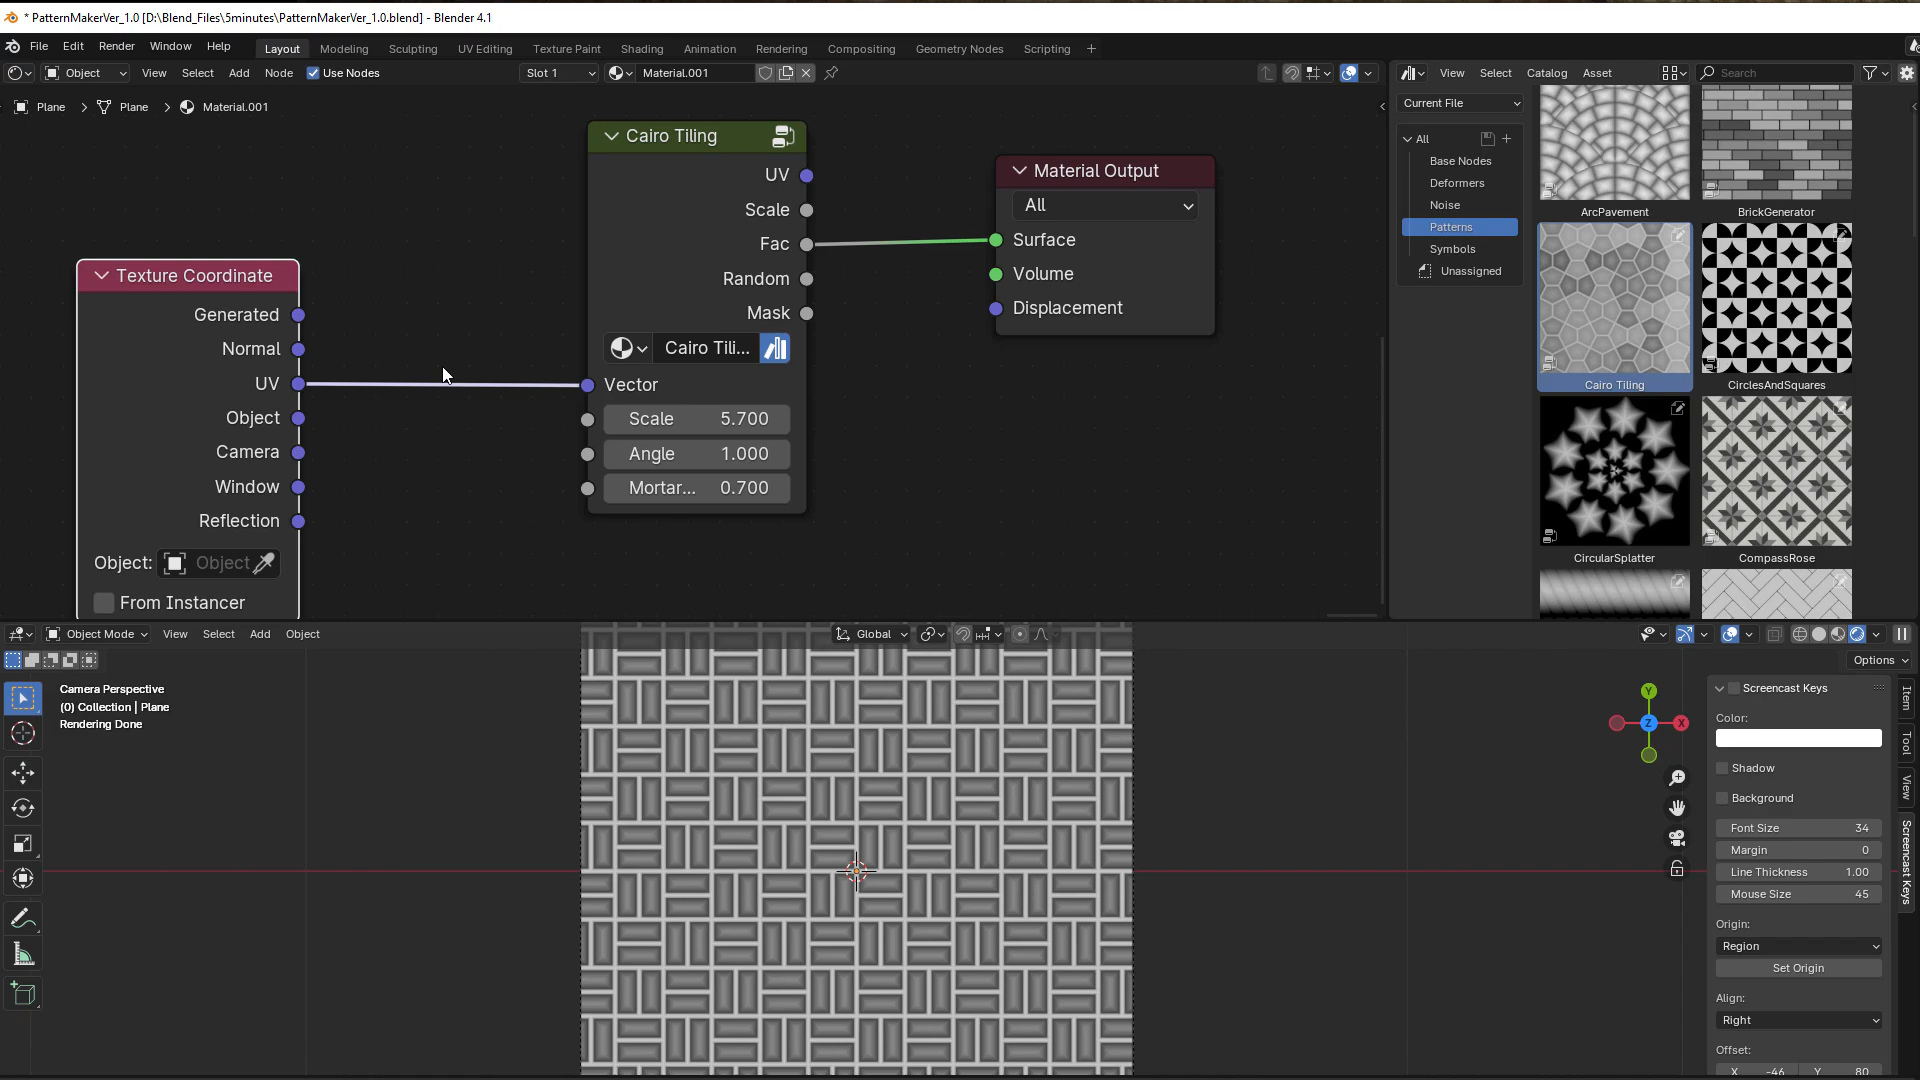 * PatternMakerVer_1.0 [D:\Blend_Files\5minutes\PatternMakerVer_1.0.blend] - Blender 4.1
File Edit Render Window Help Layout Modeling Sculpting UV Editing Texture Paint Shading Animation Rendering Compositing Geometry Nodes Scripting +
Object View Select Add Node Use Nodes Slot 1 Material.001
View Select Catalog Asset Search
Plane > Plane > Material.001
Current File
All
Base Nodes
Deformers
Noise
Patterns
Symbols
Unassigned
ArcPavement BrickGenerator
Cairo Tiling CirclesAndSquares
CircularSplatter CompassRose
Texture Coordinate
Generated
Normal
UV
Object
Camera
Window
Reflection
Object: Object
From Instancer
Cairo Tiling
UV
Scale
Fac
Random
Mask
Cairo Tili...
Vector
Scale 5.700
Angle 1.000
Mortar... 0.700
Material Output
All
Surface
Volume
Displacement
Object Mode View Select Add Object Global
Options
Camera Perspective
(0) Collection | Plane
Rendering Done
Y
X
Z
Screencast Keys
Color:
Shadow
Background
Font Size 34
Margin 0
Line Thickness 1.00
Mouse Size 45
Origin:
Region
Set Origin
Align:
Right
Offset:
X -46 Y 80
Item
Tool
View
Screencast Keys